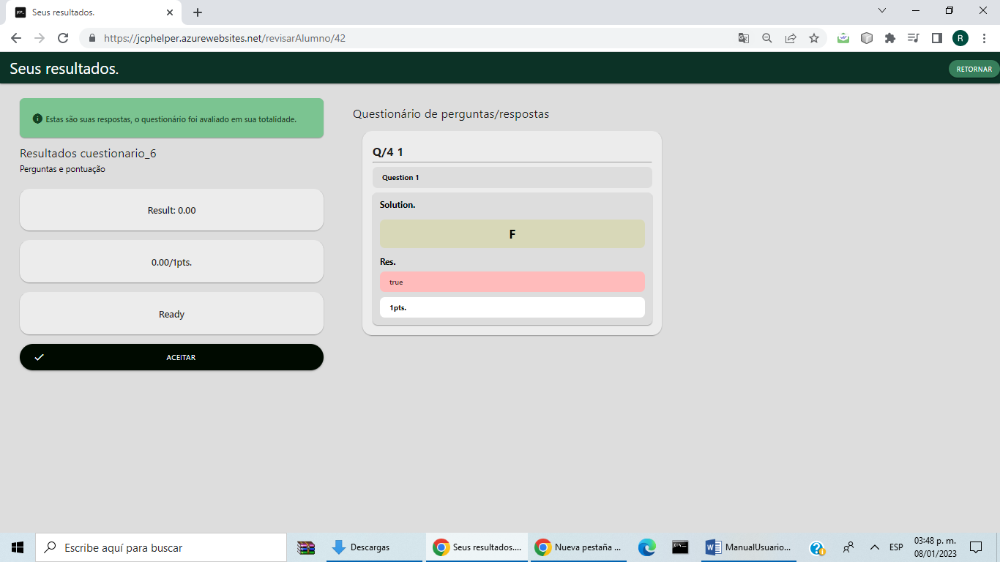 Seus resultados.
https://jcphelper.azurewebsites.net/revisarAlumno/42
R
Seus resultados.
RETORNAR
Estas são suas respostas, o questionário foi avaliado em sua totalidade.
Resultados cuestionario_6
Perguntas e pontuação
Result: 0.00
0.00/1pts.
Ready
ACEITAR
Questionário de perguntas/respostas
Q/4 1
Question 1
Solution.
F
Res.
true
1pts.
Escribe aquí para buscar
Descargas
Seus resultados....
Nueva pestaña ...
ManualUsuario...
ESP
03:48 p. m.
08/01/2023